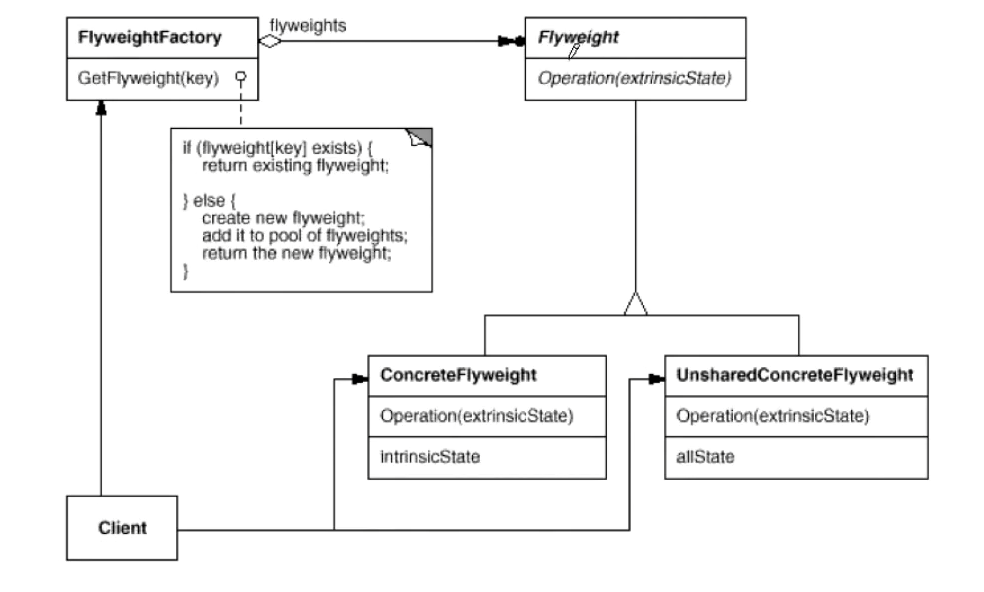 flyweights
FlyweightFactory
Flyweight
GetFlyweight(key)
Operation(extrinsicState)
if (flyweight[key] exists) {
return existing flyweight;
} else {
create new flyweight;
add it to pool of flyweights;
return the new flyweight;
}
ConcreteFlyweight
UnsharedConcreteFlyweight
Operation(extrinsicState)
Operation(extrinsicState)
intrinsicState
allState
Client